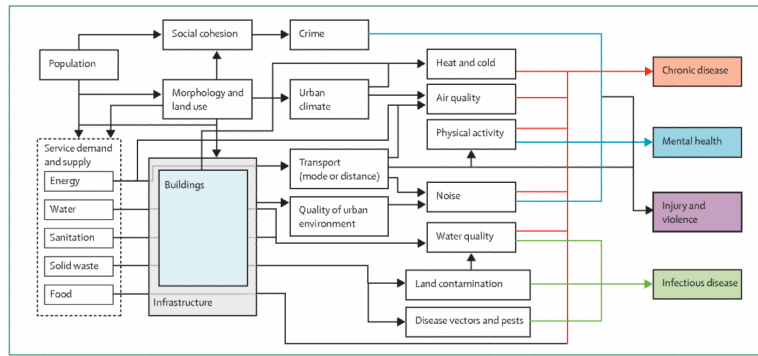 Social cohesion
Crime
Population
Heat and cold
Chronic disease
Morphology and
land use
Urban
climate
Air quality
Physical activity
Mental health
Service demand
and supply
Energy
Water
Sanitation
Solid waste
Food
Buildings
Infrastructure
Transport
(mode or distance)
Quality of urban
environment
Noise
Injury and
violence
Water quality
Land contamination
Infectious disease
Disease vectors and pests